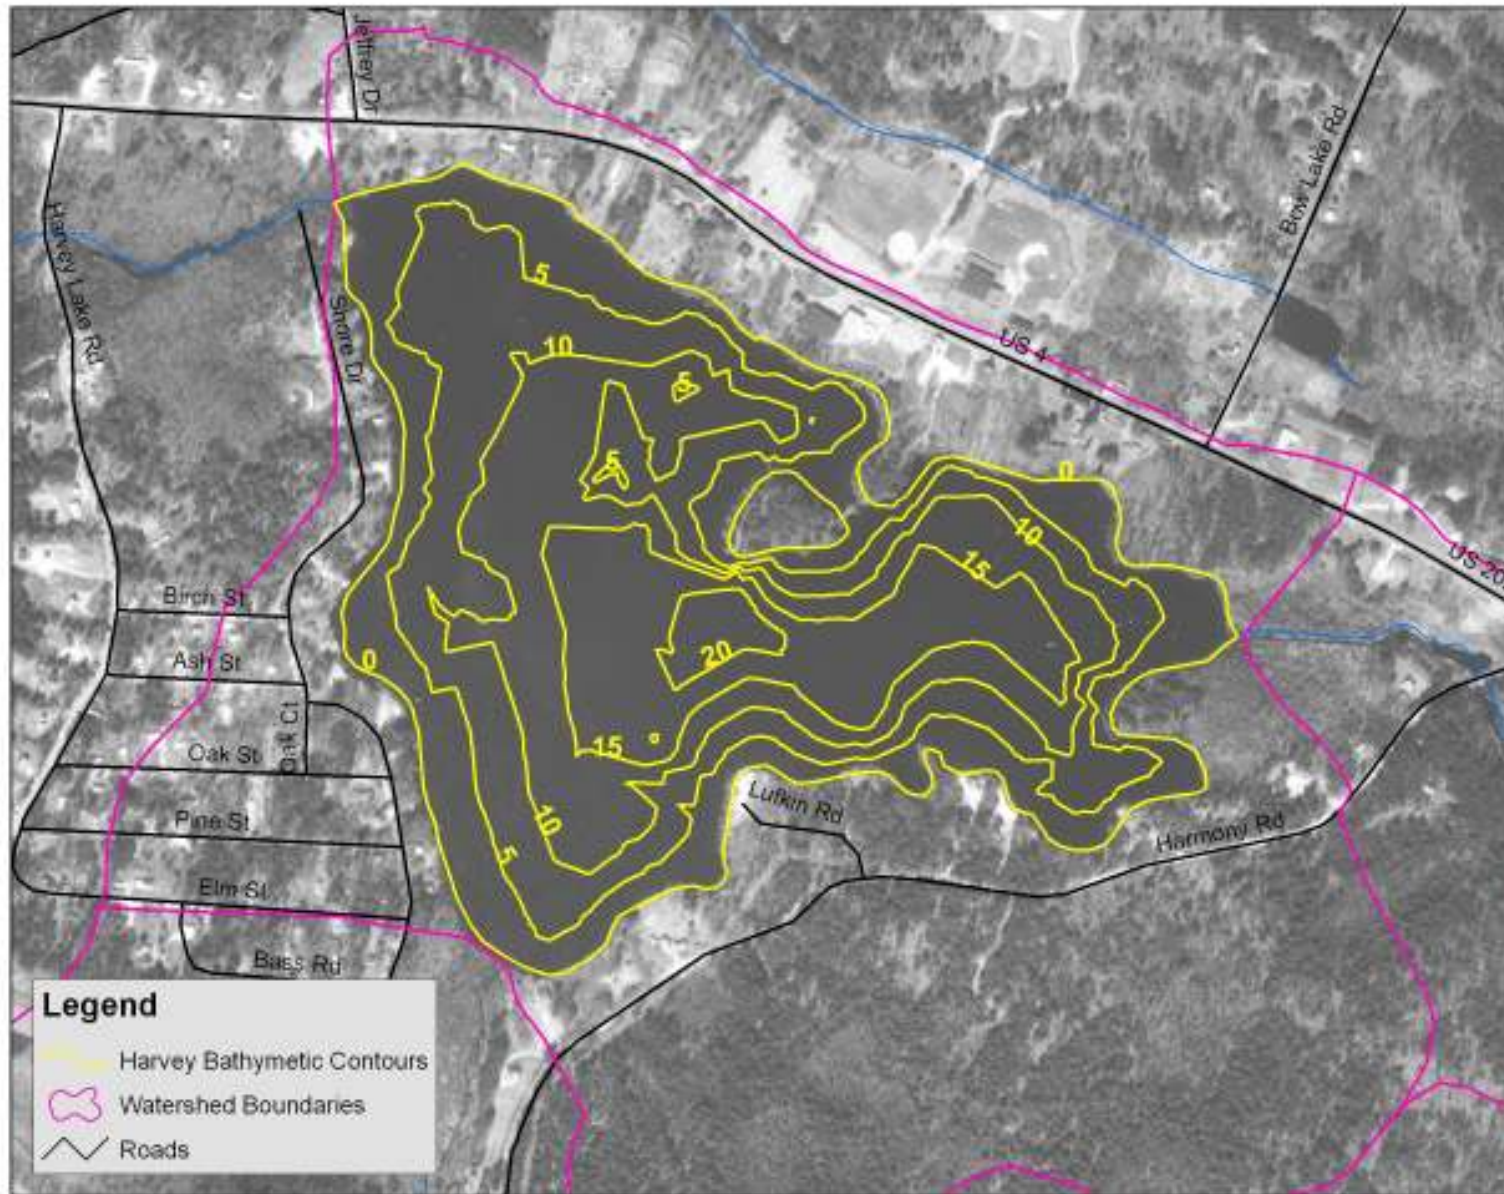 Jeffrey Dr
Bow Lake Rd
Harvey Lake Rd
5
Shore Dr
10
US 4
5
5
0
10
US 20
15
Birch St
Ash St
0
20
Oak Ct
Oak St
15
Lufkin Rd
Pine St
10
Harmony Rd
5
Elm St
Bass Rd
Legend
Harvey Bathymetic Contours
Watershed Boundaries
Roads